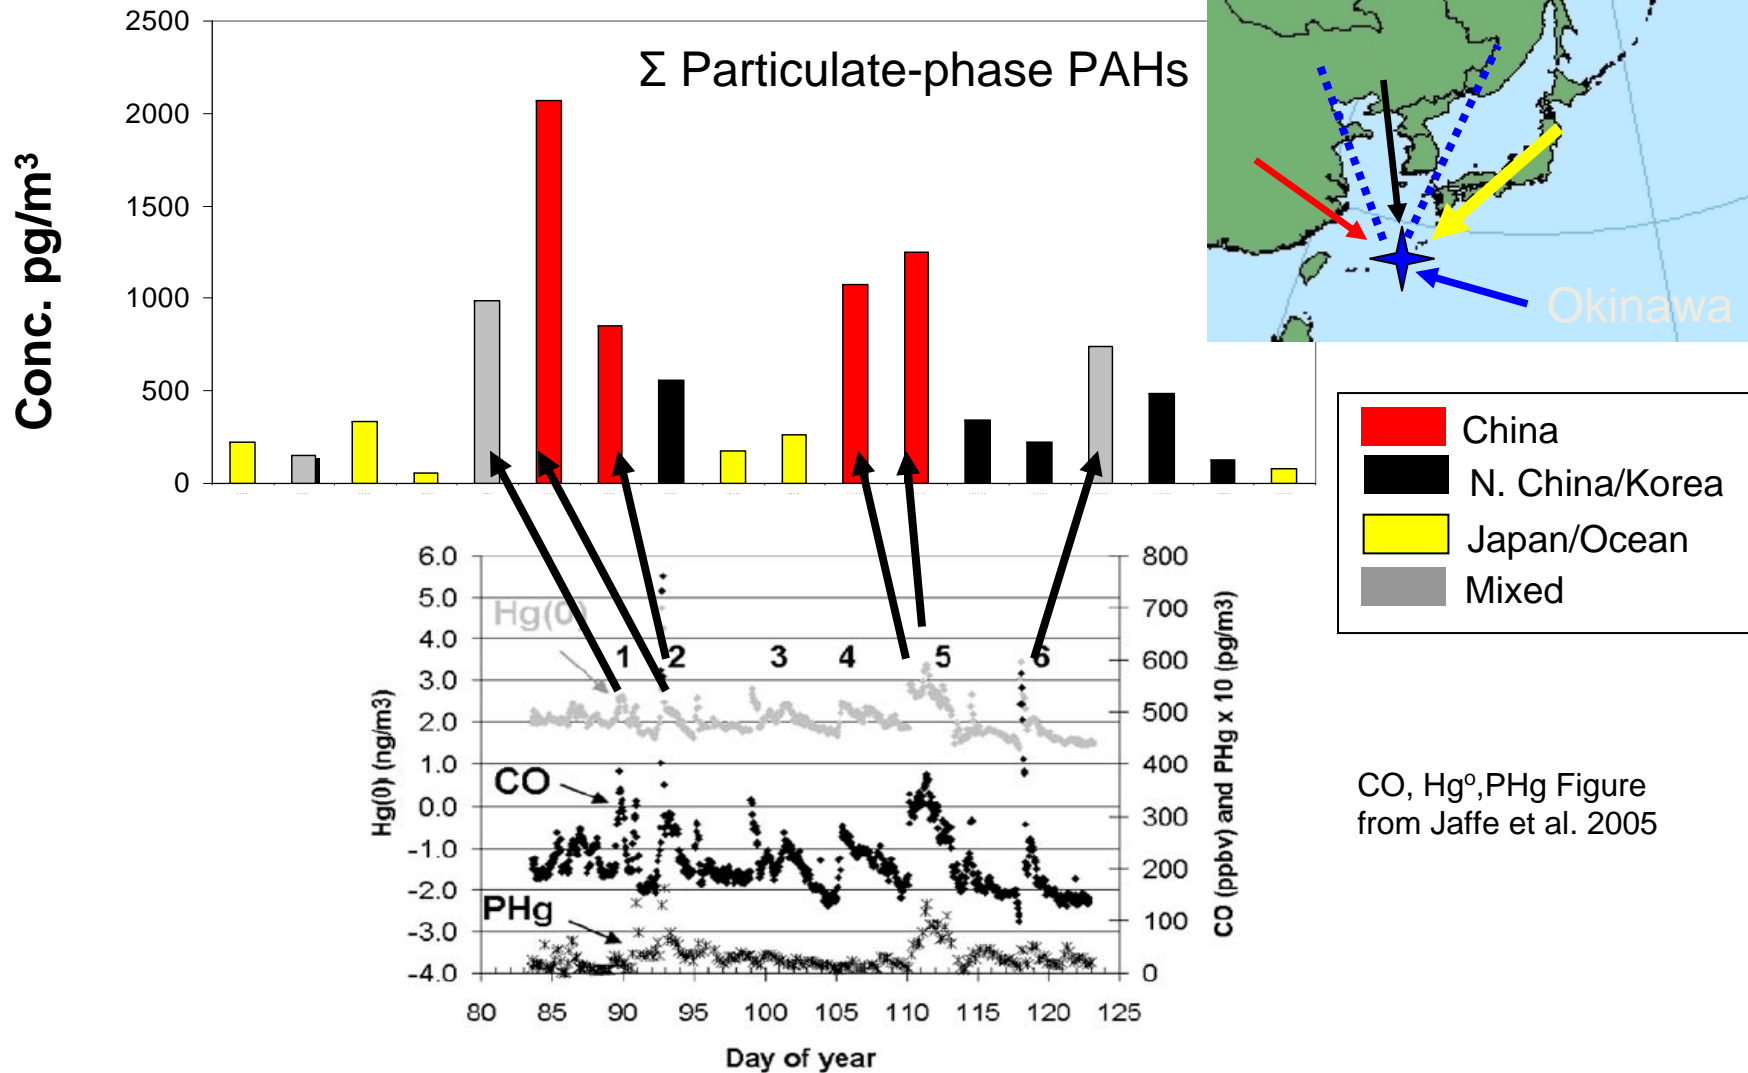 Σ Particulate-phase PAHs
Conc. pg/m³
2500
2000
1500
1000
500
0
Okinawa
China
N. China/Korea
Japan/Ocean
Mixed
6.0
5.0
4.0
3.0
2.0
1.0
0.0
-1.0
-2.0
-3.0
-4.0
Hg(0) (ng/m3)
Hg(0)
1 2 3 4 5 6
CO
PHg
800
700
600
500
400
300
200
100
0
CO (ppbv) and PHg x 10 (pg/m3)
80 85 90 95 100 105 110 115 120 125
Day of year
CO, Hgº,PHg Figure
from Jaffe et al. 2005